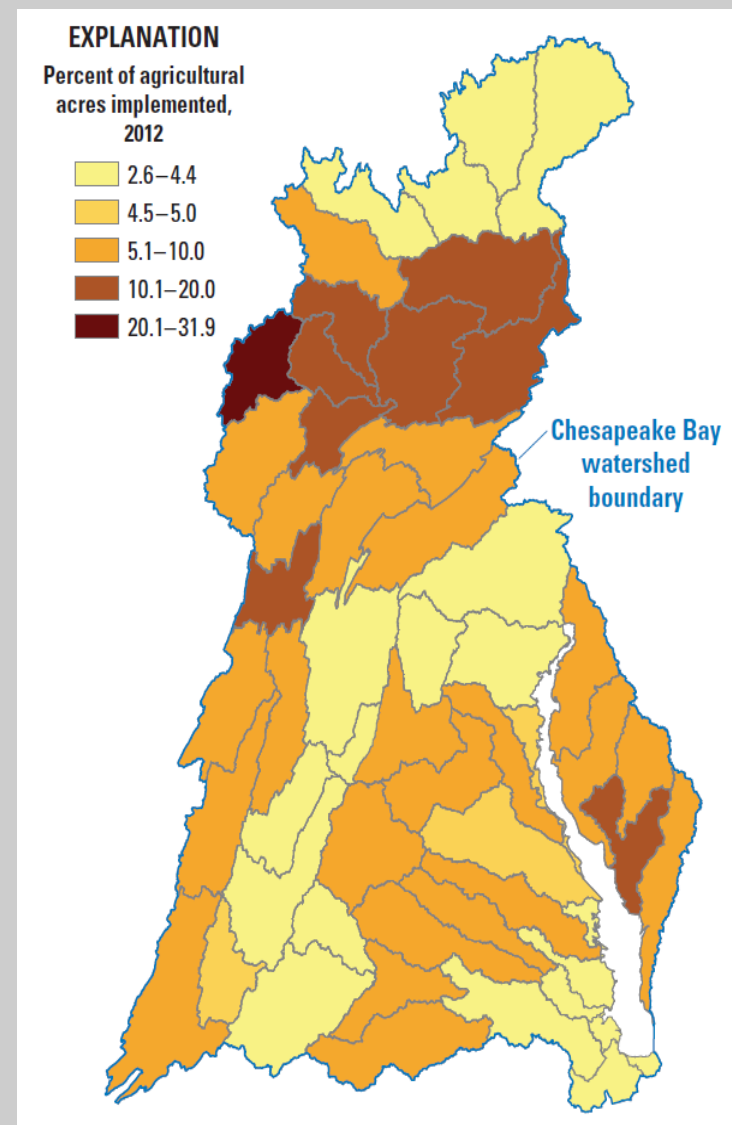 EXPLANATION
Percent of agricultural
acres implemented,
2012
2.6–4.4
4.5–5.0
5.1–10.0
10.1–20.0
20.1–31.9
Chesapeake Bay
watershed
boundary